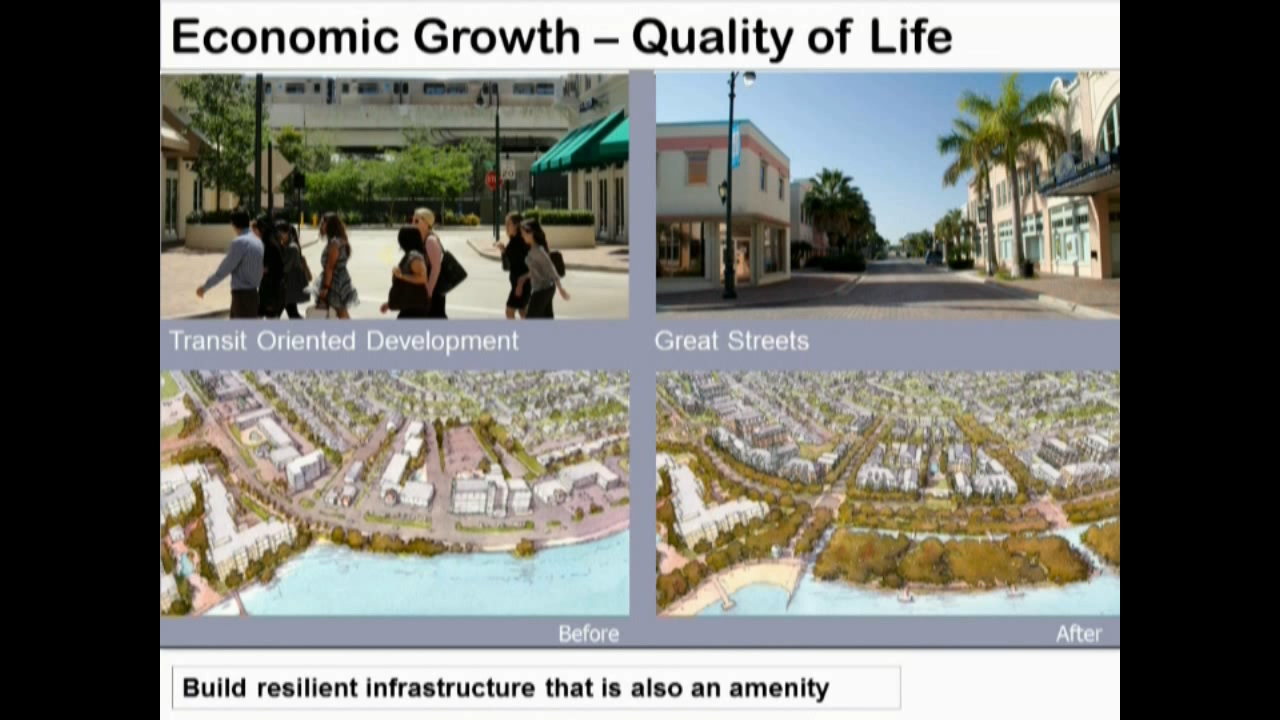 Economic Growth – Quality of Life
20
Transit Oriented Development
Great Streets
Before
After
Build resilient infrastructure that is also an amenity